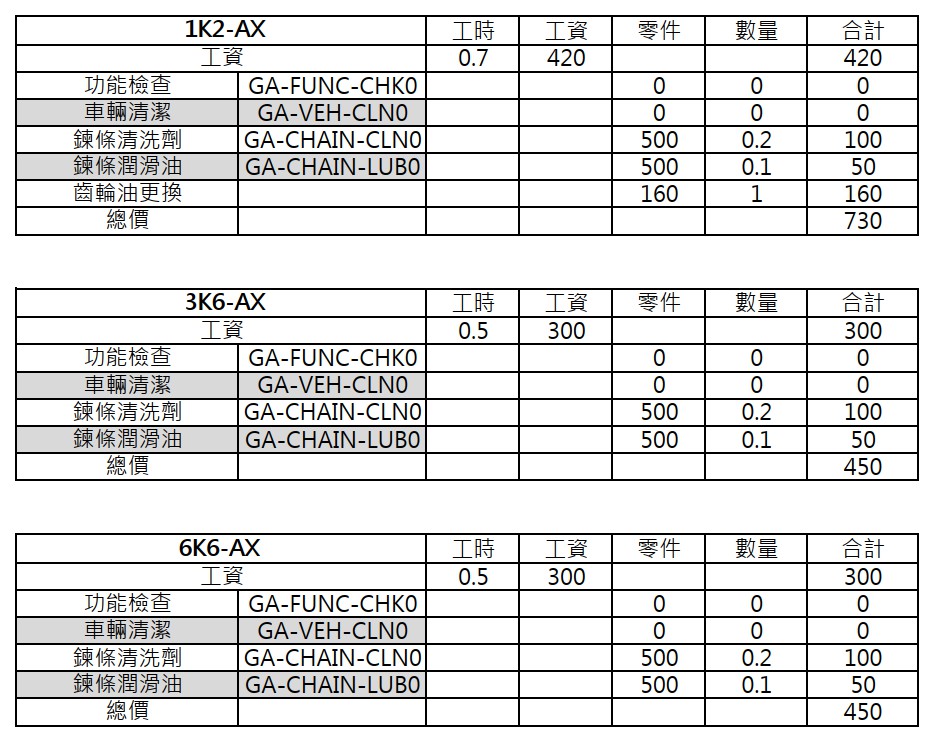 1K2-AX 工時 工資 零件 數量 合計
工資 0.7 420 420
功能檢查 GA-FUNC-CHK0 0 0 0
車輛清潔 GA-VEH-CLN0 0 0 0
鍊條清洗劑 GA-CHAIN-CLN0 500 0.2 100
鍊條潤滑油 GA-CHAIN-LUB0 500 0.1 50
齒輪油更換 160 1 160
總價 730
3K6-AX 工時 工資 零件 數量 合計
工資 0.5 300 300
功能檢查 GA-FUNC-CHK0 0 0 0
車輛清潔 GA-VEH-CLN0 0 0 0
鍊條清洗劑 GA-CHAIN-CLN0 500 0.2 100
鍊條潤滑油 GA-CHAIN-LUB0 500 0.1 50
總價 450
6K6-AX 工時 工資 零件 數量 合計
工資 0.5 300 300
功能檢查 GA-FUNC-CHK0 0 0 0
車輛清潔 GA-VEH-CLN0 0 0 0
鍊條清洗劑 GA-CHAIN-CLN0 500 0.2 100
鍊條潤滑油 GA-CHAIN-LUB0 500 0.1 50
總價 450